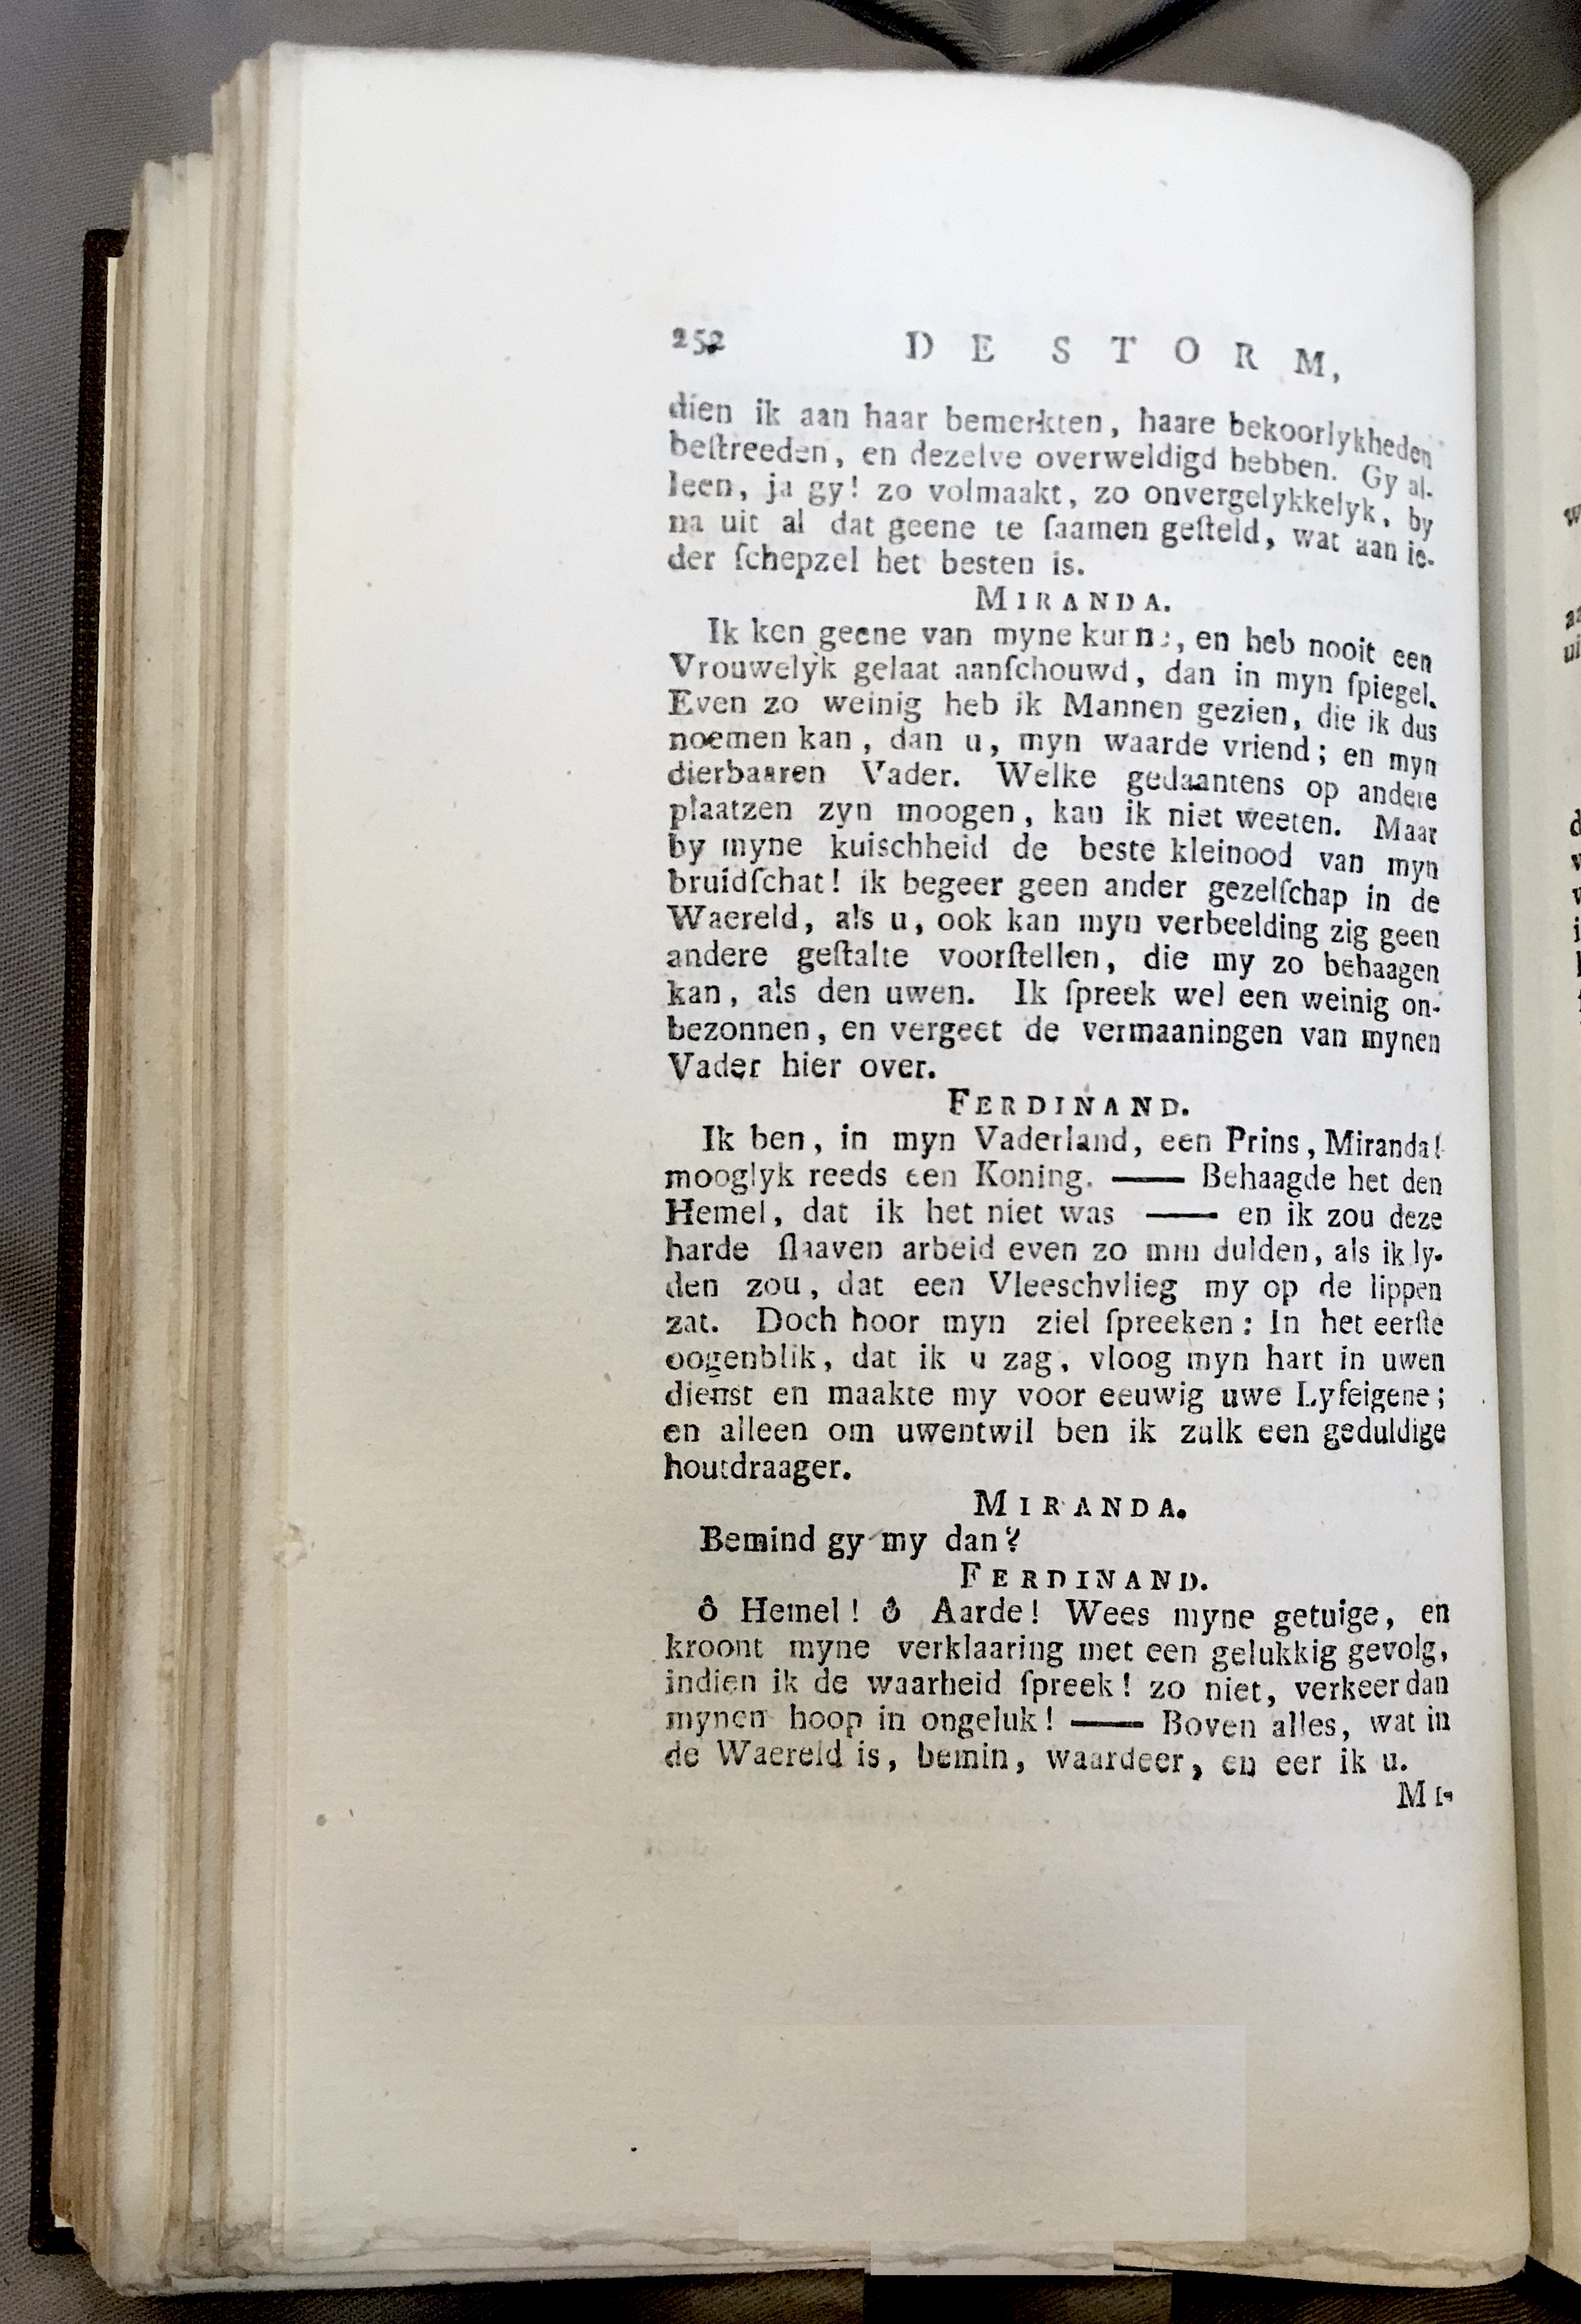 252 DE STORM,
dien ik aan haar bemerkten, haare bekoorlykheden
beſtreeden, en dezelve overweldigd hebben. Gy al-
leen, ja gy! zo volmaakt, zo onvergelykkelyk, by
na uit al dat geene te ſaamen geſteld, wat aan ie-
der ſchepzel het besten is.
MIRANDA.
Ik ken geene van myne kunne, en heb nooit een
Vrouwelyk gelaat aanſchouwd, dan in myn ſpiegel.
Even zo weinig heb ik Mannen gezien, die ik dus
noemen kan, dan u, myn waarde vriend; en myn
dierbaaren Vader. Welke gedaantens op andere
plaatzen zyn moogen, kan ik niet weeten. Maar
by myne kuischheid de beste kleinood van myn
bruidſchat! ik begeer geen ander gezelſchap in de
Waereld, als u, ook kan myn verbeelding zig geen
andere geſtalte voorſtellen, die my zo behaagen
kan, als den uwen. Ik ſpreek wel een weinig on-
bezonnen, en vergeet de vermaaningen van mynen
Vader hier over.
FERDINAND.
Ik ben, in myn Vaderland, een Prins, Miranda!
mooglyk reeds een Koning. —— Behaagde het den
Hemel, dat ik het niet was —— en ik zou deze
harde ſlaaven arbeid even zo min dulden, als ik ly-
den zou, dat een Vleeschvlieg my op de lippen
zat. Doch hoor myn ziel ſpreeken: In het eerſte
oogenblik, dat ik u zag, vloog myn hart in uwen
dienst en maakte my voor eeuwig uwe Lyfeigene;
en alleen om uwentwil ben ik zulk een geduldige
houtdraager.
MIRANDA.
Bemind gy my dan?
FERDINAND.
ô Hemel! ô Aarde! Wees myne getuige, en
kroont myne verklaaring met een gelukkig gevolg,
indien ik de waarheid ſpreek! zo niet, verkeer dan
mynen hoop in ongeluk! —— Boven alles, wat in
de Waereld is, bemin, waardeer, en eer ik u.
MI-